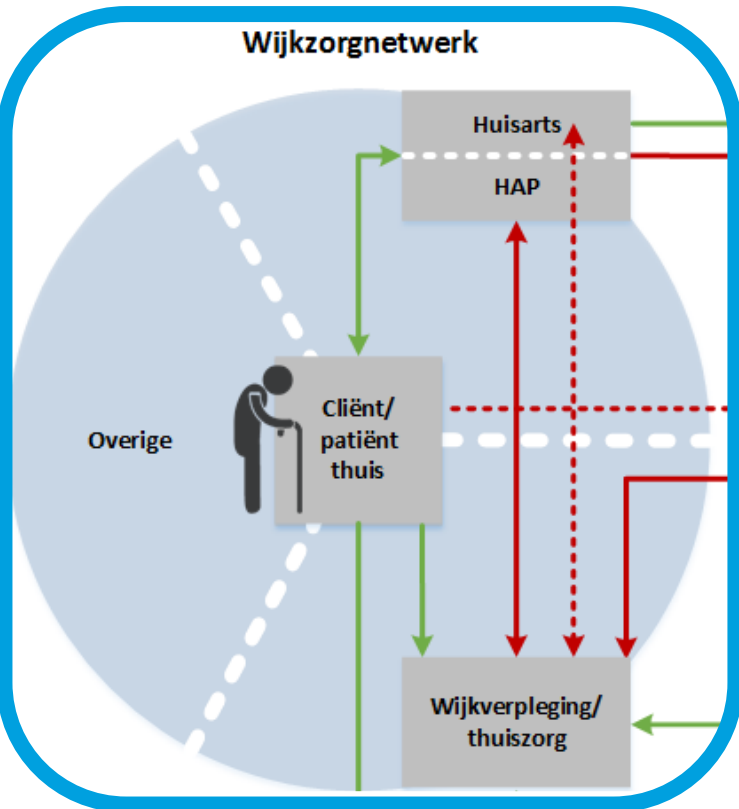 Wijkzorgnetwerk
Huisarts
HAP
Cliënt/
patiënt
thuis
Overige
Wijkverpleging/
thuiszorg